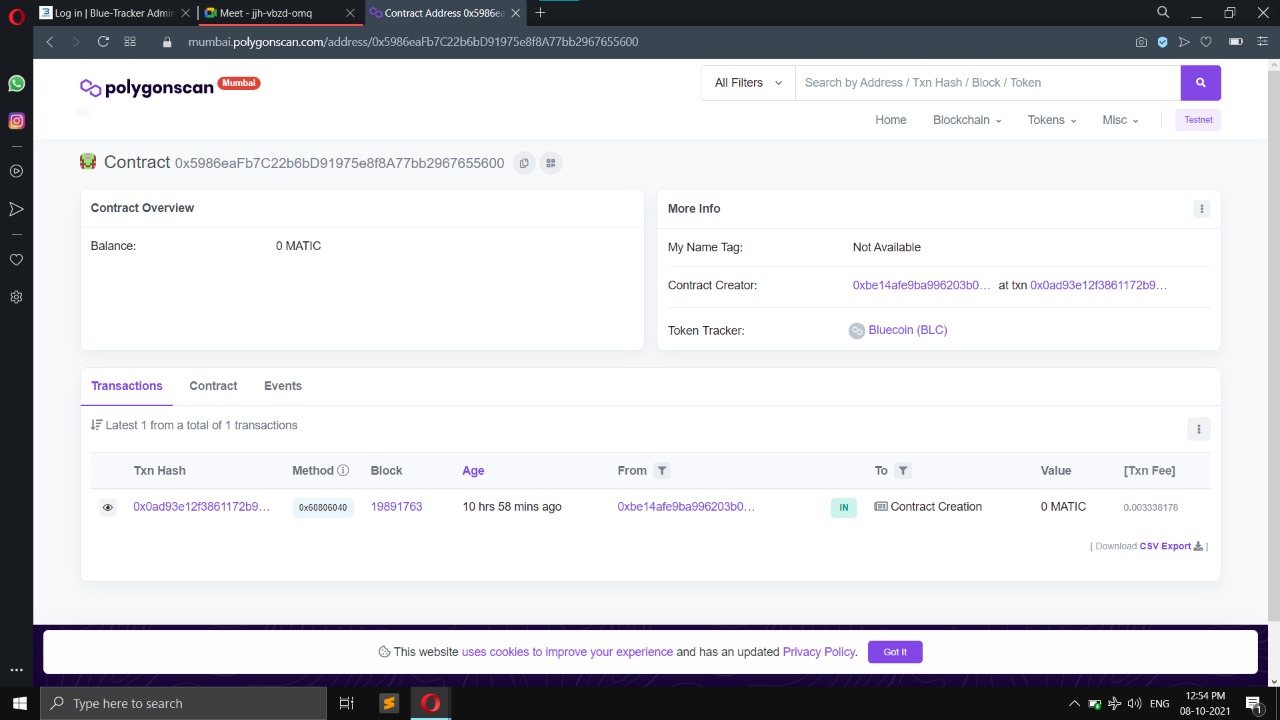 Log in | Blue-Tracker Admin
Meet - jjh-vbzd-omq
Contract Address 0x5986ea
mumbai.polygonscan.com/address/0x5986eaFb7C22b6bD91975e8f8A77bb2967655600
polygonscan Mumbai
All Filters
Search by Address / Txn Hash / Block / Token
Home Blockchain Tokens Misc Testnet
Contract 0x5986eaFb7C22b6bD91975e8f8A77bb2967655600
Contract Overview
Balance: 0 MATIC
More Info
My Name Tag: Not Available
Contract Creator: 0xbe14afe9ba996203b0... at txn 0x0ad93e12f3861172b9...
Token Tracker: Bluecoin (BLC)
Transactions Contract Events
Latest 1 from a total of 1 transactions
Txn Hash Method Block Age From To Value [Txn Fee]
0x0ad93e12f3861172b9... 0x60806040 19891763 10 hrs 58 mins ago 0xbe14afe9ba996203b0... IN Contract Creation 0 MATIC 0.003338178
[ Download CSV Export ]
This website uses cookies to improve your experience and has an updated Privacy Policy. Got It
Type here to search
ENG
12:54 PM
08-10-2021
1